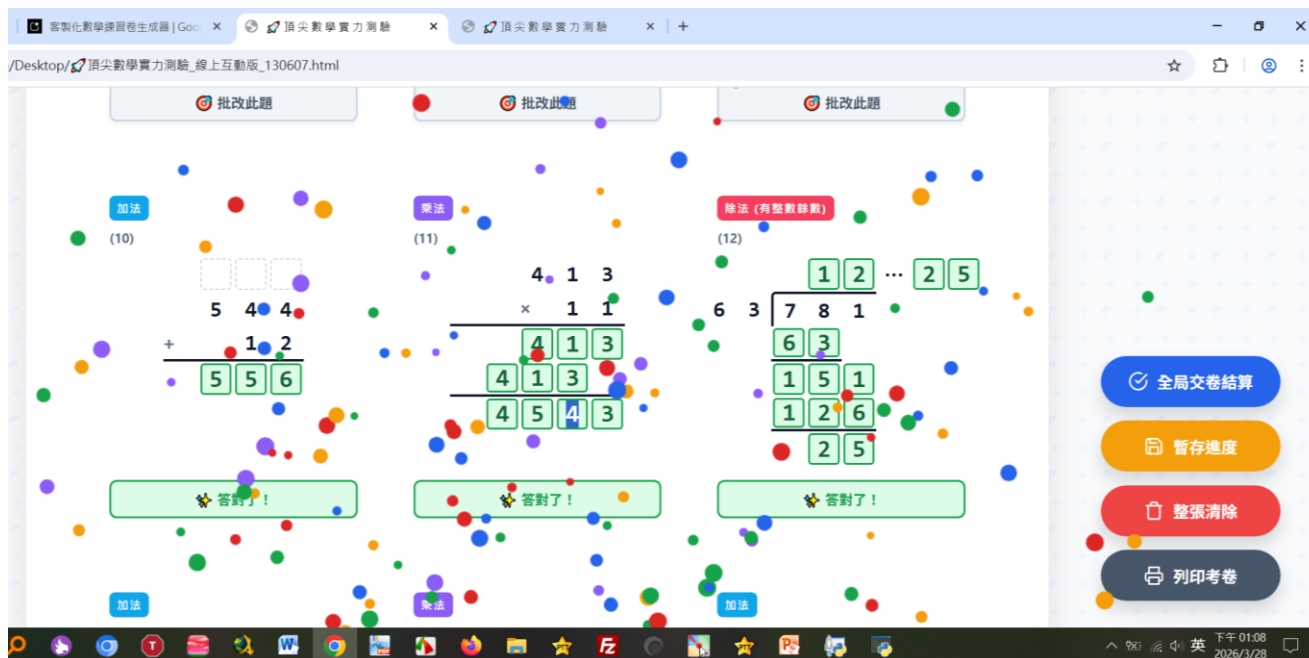 客製化數學練習卷生成器 | Goo
頂尖數學實力測驗
頂尖數學實力測驗
/Desktop/🚀頂尖數學實力測驗_線上互動版_130607.html
批改此題
批改此題
批改此題
加法
(10)
5 4 4
+ 1 2
5 5 6
答對了！
乘法
(11)
4 1 3
× 1 1
4 1 3
4 1 3
4 5 4 3
答對了！
除法 (有整數餘數)
(12)
1 2 ⋯ 2 5
6 3 7 8 1
6 3
1 5 1
1 2 6
2 5
答對了！
加法
乘法
加法
全局交卷結算
暫存進度
整張清除
列印考卷
英
下午 01:08
2026/3/28